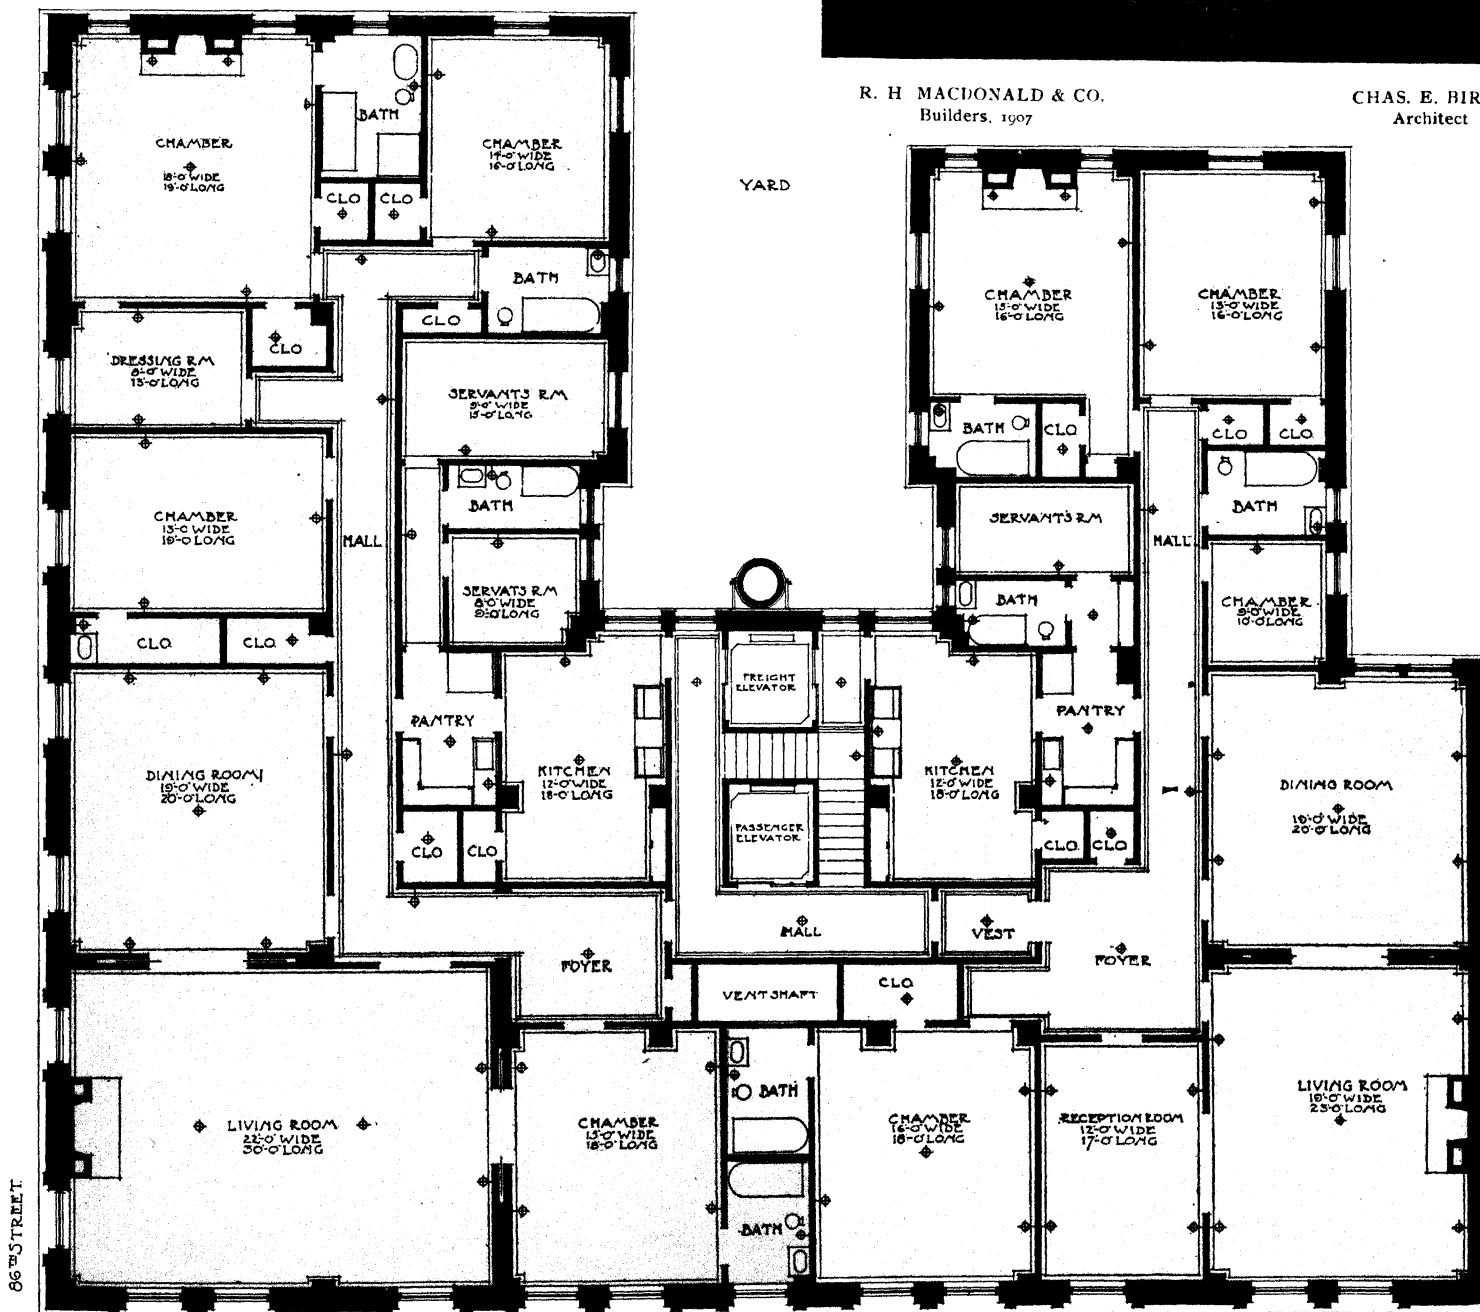 R. H MACDONALD & CO.
Builders, 1907
CHAS. E. BIR
Architect
YARD
CHAMBER
18'-0" WIDE
19'-0" LONG
BATH
CHAMBER
14'-0" WIDE
16'-0" LONG
CLO
CLO
BATH
CLO
CLO
DRESSING RM
8'-0" WIDE
13'-0" LONG
SERVANTS RM
9'-0" WIDE
15'-0" LONG
BATH
CHAMBER
13'-0" WIDE
19'-0" LONG
HALL
SERVATS RM
8'-0" WIDE
9'-0" LONG
CLO.
CLO.
PANTRY
DINING ROOM
19'-0" WIDE
20'-0" LONG
KITCHEN
12'-0" WIDE
18'-0" LONG
CLO
CLO
FREIGHT
ELEVATOR
PASSENGER
ELEVATOR
HALL
VEST
FOYER
VENT SHAFT
CLO.
LIVING ROOM
22'-0" WIDE
30'-0" LONG
CHAMBER
15'-0" WIDE
18'-0" LONG
BATH
BATH
CHAMBER
15'-0" WIDE
16'-0" LONG
CHAMBER
13'-0" WIDE
16'-0" LONG
BATH
CLO
CLO
CLO.
SERVANT'S RM
HALL
BATH
BATH
CHAMBER
9'-0" WIDE
10'-0" LONG
PANTRY
KITCHEN
12'-0" WIDE
18'-0" LONG
CLO.
CLO.
DINING ROOM
19'-0" WIDE
20'-0" LONG
FOYER
CHAMBER
16'-0" WIDE
18'-0" LONG
RECEPTION ROOM
12'-0" WIDE
17'-0" LONG
LIVING ROOM
19'-0" WIDE
23'-0" LONG
86TH STREET